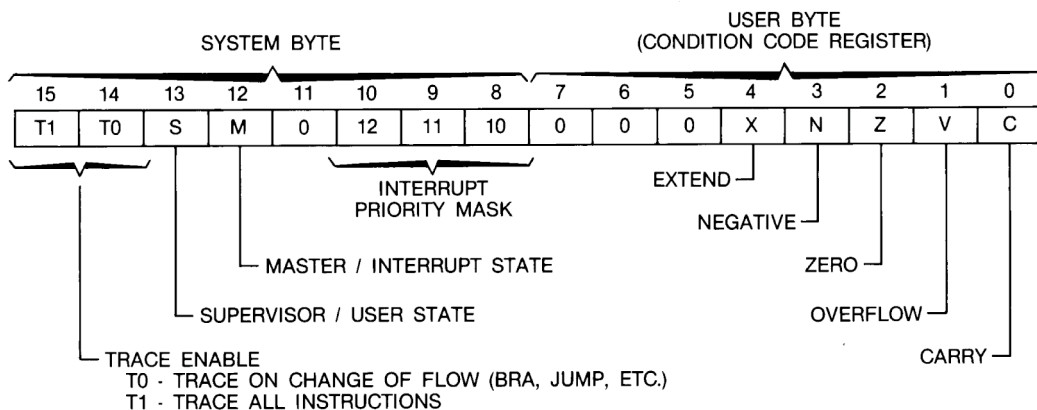 USER BYTE
SYSTEM BYTE (CONDITION CODE REGISTER)
15 14 13 12 11 10 9 8 7 6 5 4 3 2 1 0
T1 T0 S M 0 12 11 10 0 0 0 X N Z V C
INTERRUPT
PRIORITY MASK
EXTEND
NEGATIVE
MASTER / INTERRUPT STATE
ZERO
SUPERVISOR / USER STATE
OVERFLOW
TRACE ENABLE
CARRY
T0 - TRACE ON CHANGE OF FLOW (BRA, JUMP, ETC.)
T1 - TRACE ALL INSTRUCTIONS